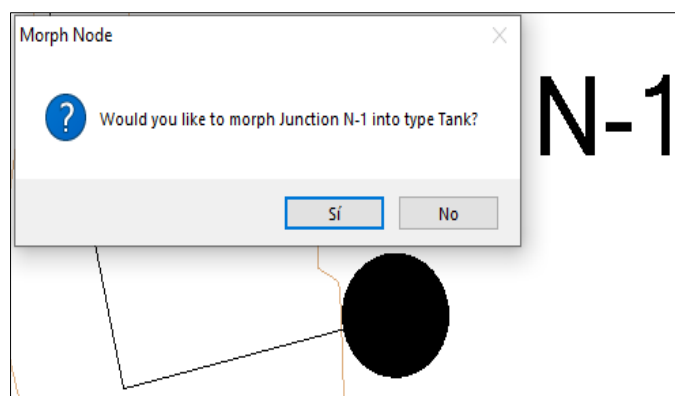 Morph Node
N-1
Would you like to morph Junction N-1 into type Tank?
Sí
No